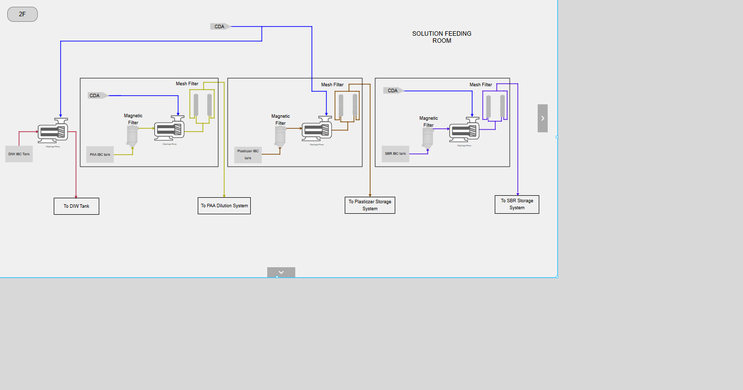 2F
CDA
SOLUTION FEEDING
ROOM
Mesh Filter
Mesh Filter
Mesh Filter
CDA
CDA
Magnetic
Filter
Magnetic
Filter
Magnetic
Filter
DIW IBC Tank
PAA IBC tank
Plasticizer IBC
tank
SBR IBC tank
To DIW Tank
To PAA Dilution System
To Plasticzer Storage
System
To SBR Storage
System